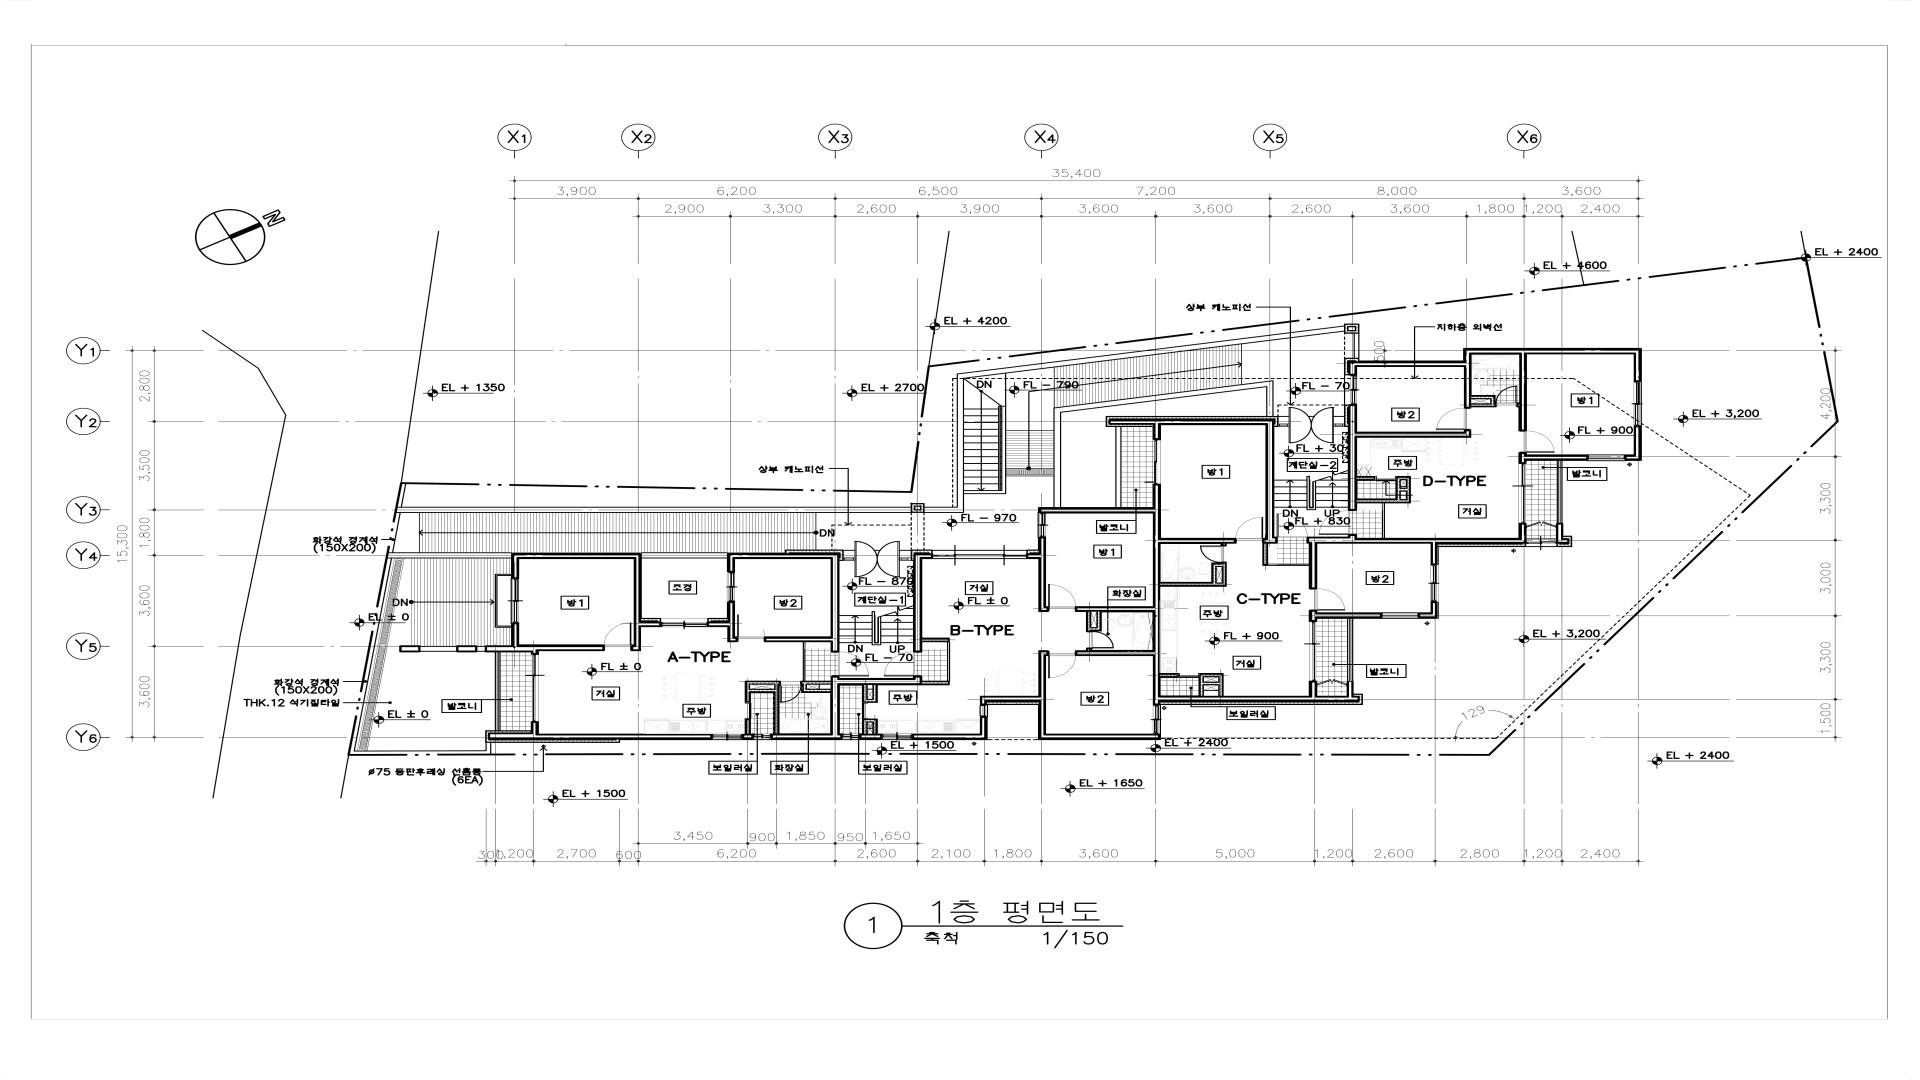 X1 X2 X3 X4 X5 X6
35,400
3,900 6,200 6,500 7,200 8,000 3,600
2,900 3,300 2,600 3,900 3,600 3,600 2,600 3,600 1,800 1,200 2,400
N
EL + 2400
EL + 4600
상부 캐노피선
EL + 4200
지하층 외벽선
Y1
500
DN
FL - 790
FL - 70
EL + 1350
EL + 2700
2,800
방1
4,200
방2
EL + 3,200
Y2
FL + 900
FL + 30
상부 캐노피선
계단실-2
주방
방1
발코니
3,500
D-TYPE
3,300
Y3
DN UP
거실
FL - 970
FL + 830
발코니
DN
1,800
화강석 경계석
(150X200)
15,300
Y4
방1
조경
방1
거실
방2
3,000
FL - 870
3,600
DN
방2
계단실-1
FL ± 0
화장실
C-TYPE
EL ± 0
주방
B-TYPE
FL + 900
EL + 3,200
Y5
DN UP
A-TYPE
FL - 70
거실
3,300
FL ± 0
발코니
화강석 경계석
(150X200)
거실
방2
주방
THK.12 석기질타일
발코니
3,600
주방
EL ± 0
보일러실
129
1,500
Y6
EL + 1500
EL + 2400
EL + 2400
ø75 등판후레싱 선홈통
(6EA)
보일러실
화장실
보일러실
EL + 1650
EL + 1500
3,450 900 1,850 950 1,650
300 1,200 2,700 600 6,200 2,600 2,100 1,800 3,600 5,000 1,200 2,600 2,800 1,200 2,400
1
1층 평면도
축척 1/150